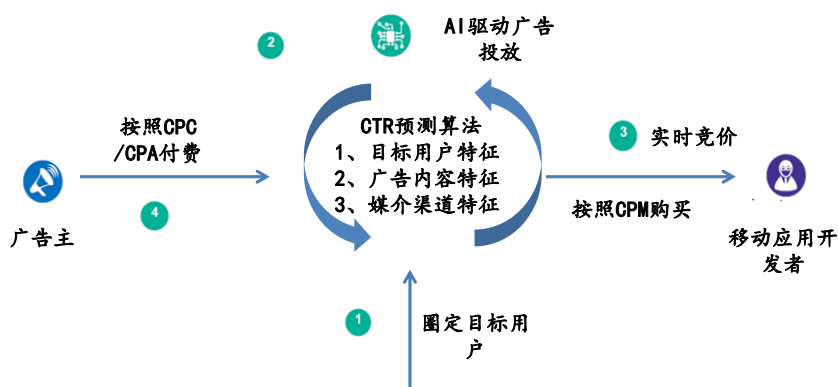 2
AI驱动广告
投放
按照CPC
/CPA付费
CTR预测算法
1、目标用户特征
2、广告内容特征
3、媒介渠道特征
3
实时竞价
4
按照CPM购买
广告主
移动应用开
发者
1
圈定目标用
户